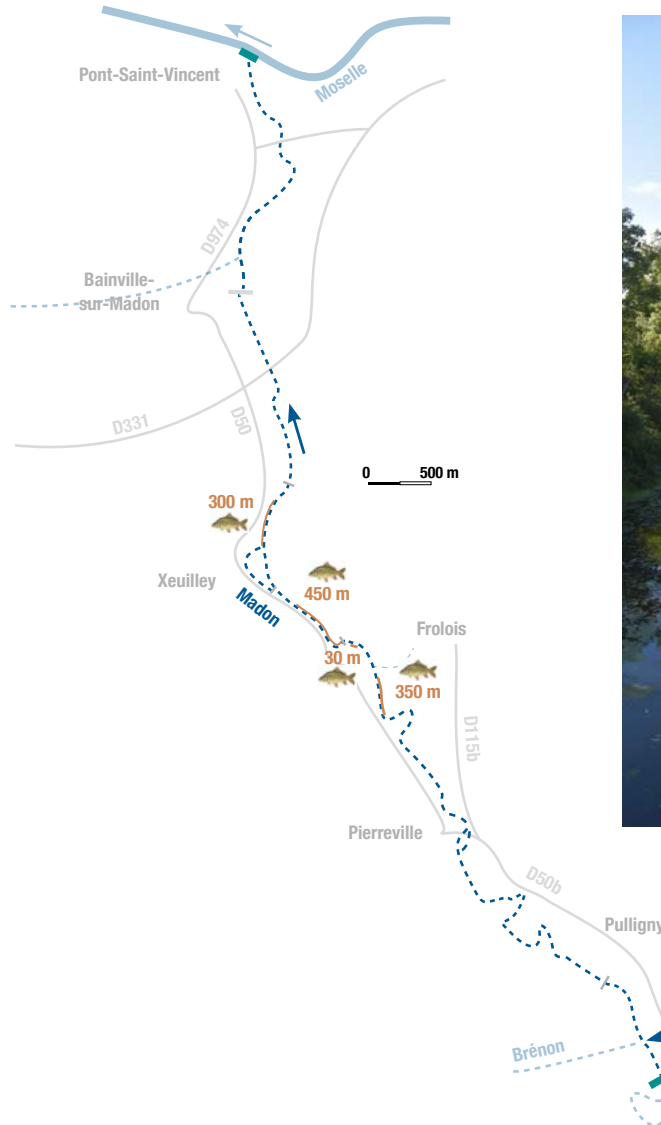 Pont-Saint-Vincent
Moselle
D974
Bainville-
sur-Madon
D331
D50
0 500 m
300 m
Xeuilley
Madon
450 m
Frolois
30 m
350 m
D115b
Pierreville
D50b
Pulligny
Brénon